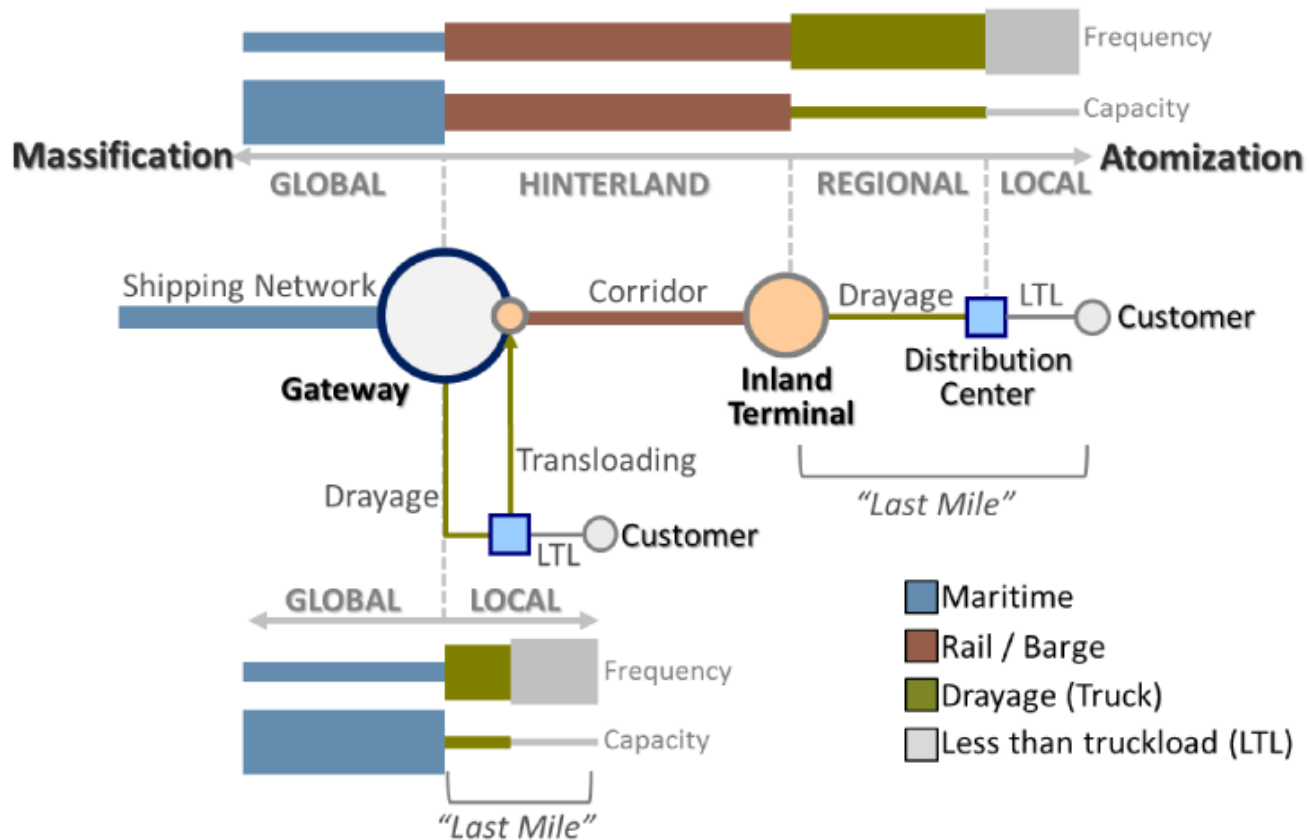 Frequency
Capacity
Massification
Atomization
GLOBAL
HINTERLAND
REGIONAL
LOCAL
Shipping Network
Corridor
Drayage
LTL
Customer
Gateway
Inland
Terminal
Distribution
Center
Transloading
Drayage
"Last Mile"
Customer
LTL
GLOBAL
LOCAL
Maritime
Rail / Barge
Frequency
Drayage (Truck)
Capacity
Less than truckload (LTL)
"Last Mile"